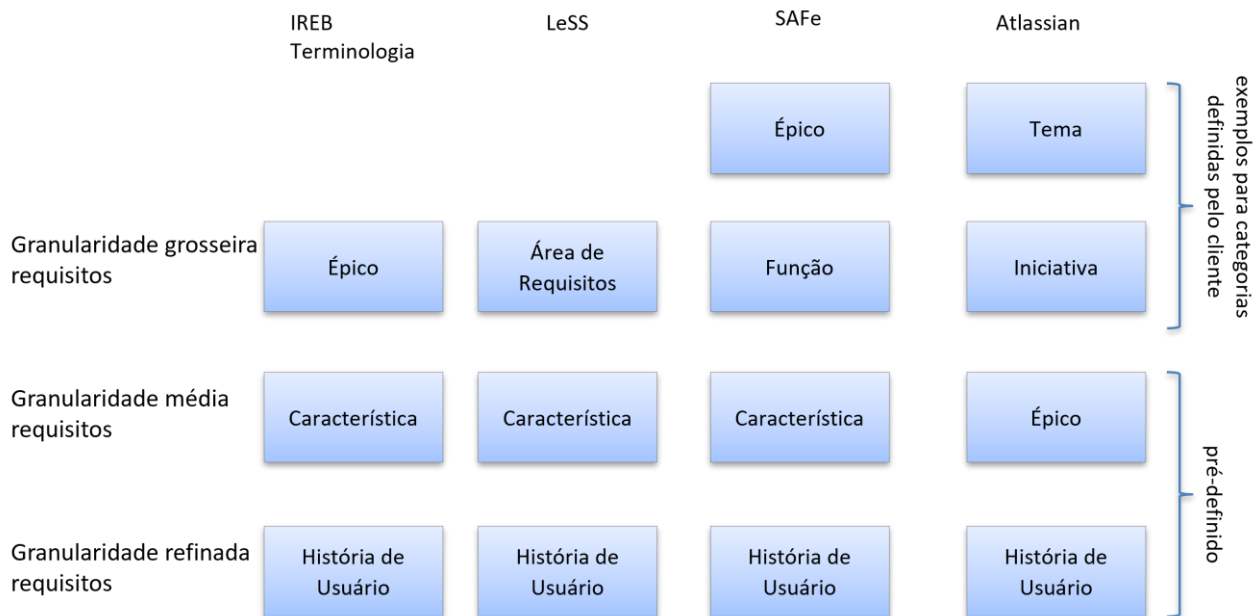 IREB
Terminologia
LeSS
SAFe
Atlassian
Épico
Tema
exemplos para categorias
definidas pelo cliente
Granularidade grosseira
requisitos
Épico
Área de
Requisitos
Função
Iniciativa
Granularidade média
requisitos
Característica
Característica
Característica
Épico
pré-definido
Granularidade refinada
requisitos
História de
Usuário
História de
Usuário
História de
Usuário
História de
Usuário